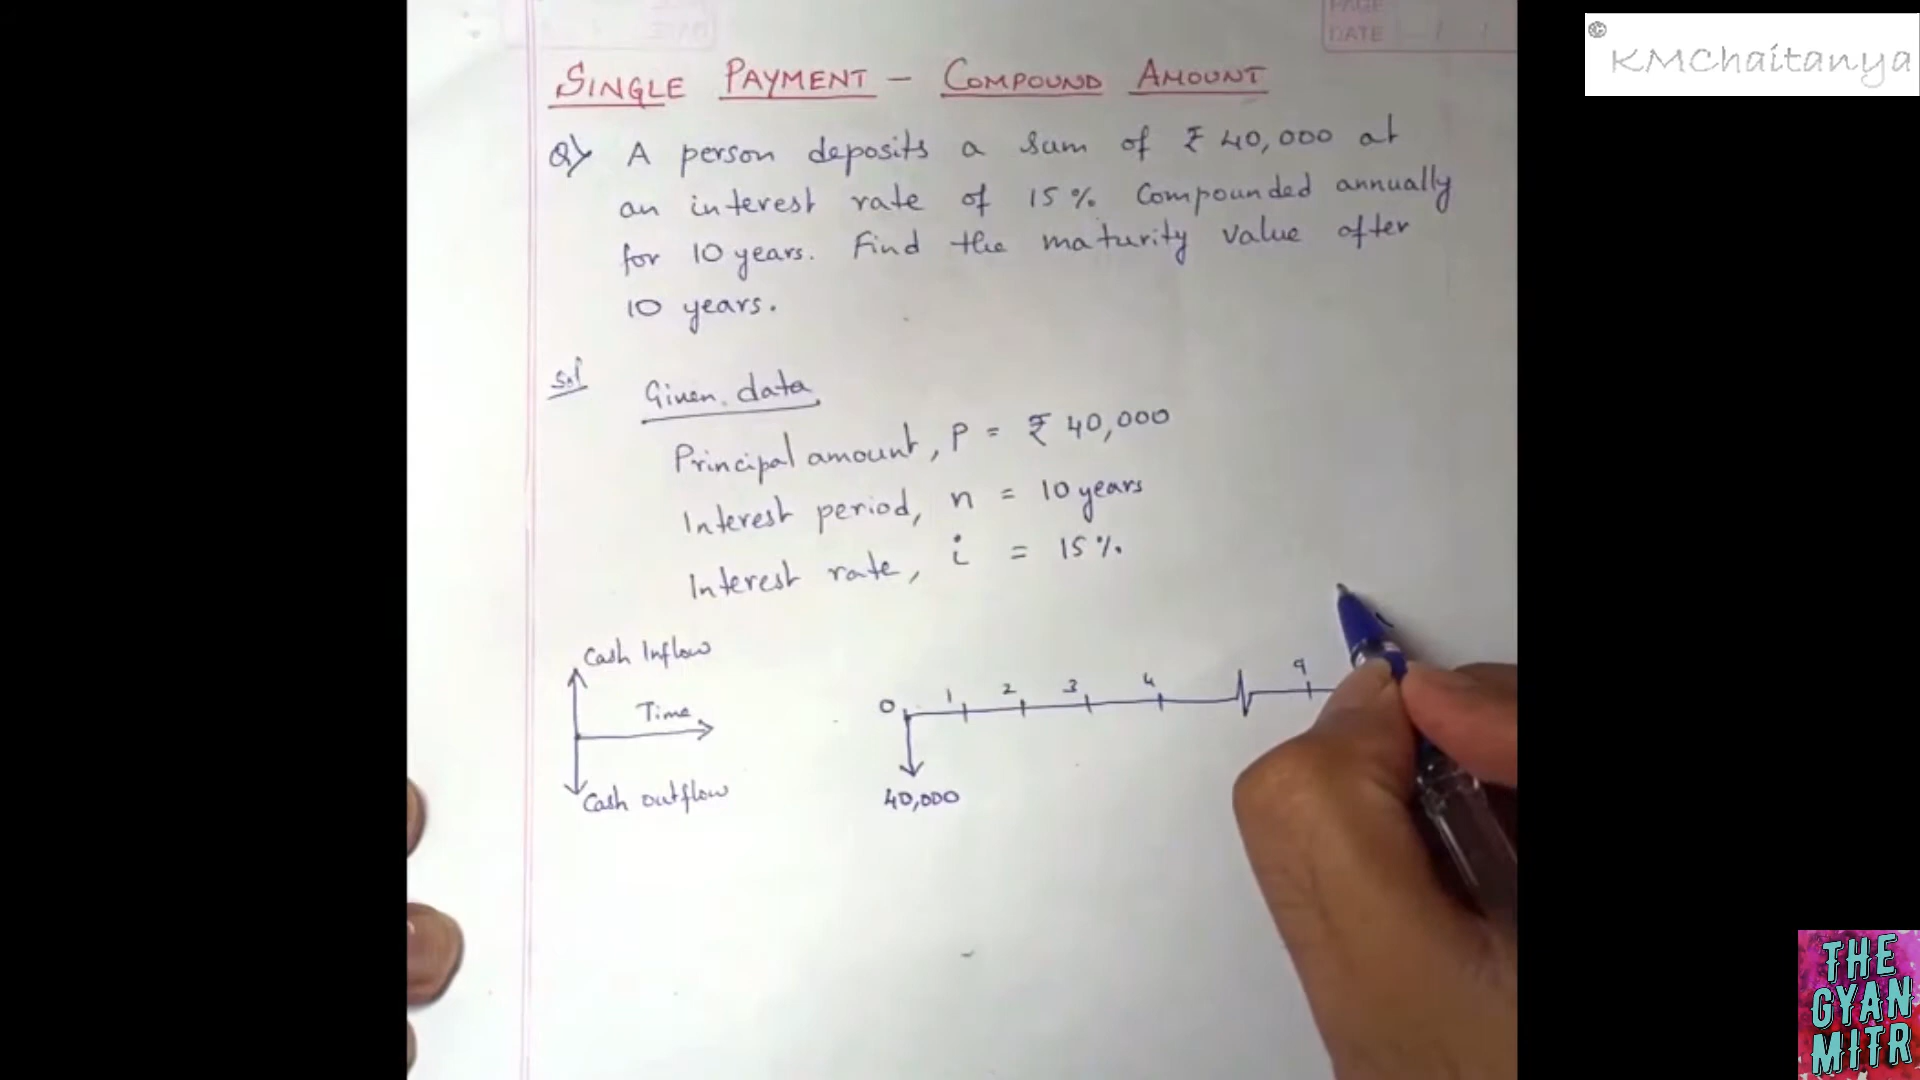 PAGE
DATE
© KMChaitanya
SINGLE PAYMENT – COMPOUND AMOUNT
Q) A person deposits a sum of ₹ 40,000 at
an interest rate of 15% compounded annually
for 10 years. Find the maturity value after
10 years.
Sol
Given data
Principal amount, P = ₹ 40,000
Interest period, n = 10 years
Interest rate, i = 15%
Cash Inflow
Time
Cash outflow
0 1 2 3 4 9
40,000
THE
GYAN
MITR